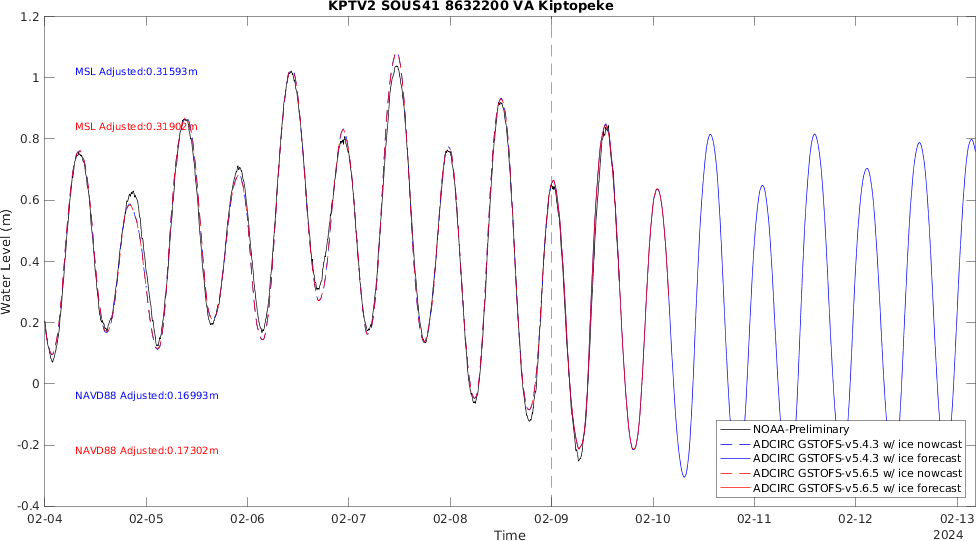 KPTV2 SOUS41 8632200 VA Kiptopeke
1.2
1
0.8
0.6
0.4
0.2
0
-0.2
-0.4
Water Level (m)
MSL Adjusted:0.31593m
MSL Adjusted:0.31902m
NAVD88 Adjusted:0.16993m
NAVD88 Adjusted:0.17302m
NOAA-Preliminary
ADCIRC GSTOFS-v5.4.3 w/ ice nowcast
ADCIRC GSTOFS-v5.4.3 w/ ice forecast
ADCIRC GSTOFS-v5.6.5 w/ ice nowcast
ADCIRC GSTOFS-v5.6.5 w/ ice forecast
02-04 02-05 02-06 02-07 02-08 02-09 02-10 02-11 02-12 02-13
Time
2024